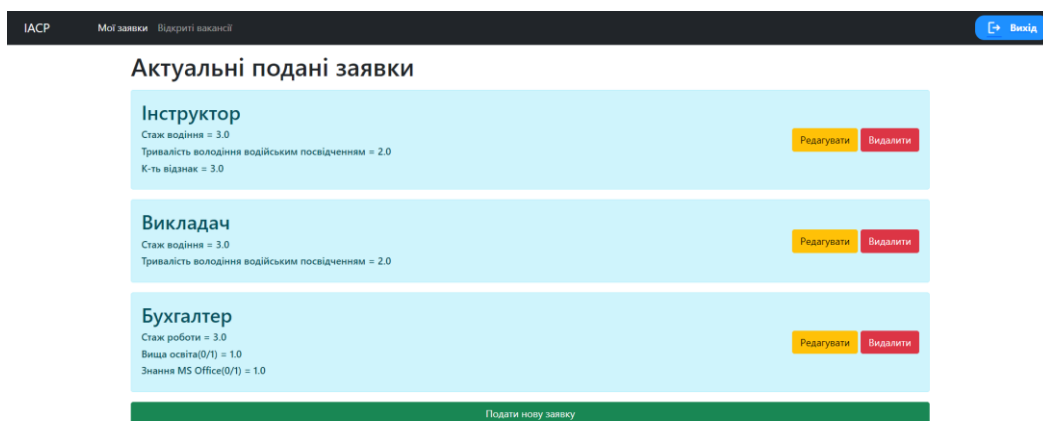 IACP Мої заявки Відкриті вакансії Вихід
Актуальні подані заявки
Інструктор
Стаж водіння = 3.0
Тривалість володіння водійським посвідченням = 2.0
К-ть відзнак = 3.0
Редагувати Видалити
Викладач
Стаж водіння = 3.0
Тривалість володіння водійським посвідченням = 2.0
Редагувати Видалити
Бухгалтер
Стаж роботи = 3.0
Вища освіта(0/1) = 1.0
Знання MS Office(0/1) = 1.0
Редагувати Видалити
Подати нову заявку